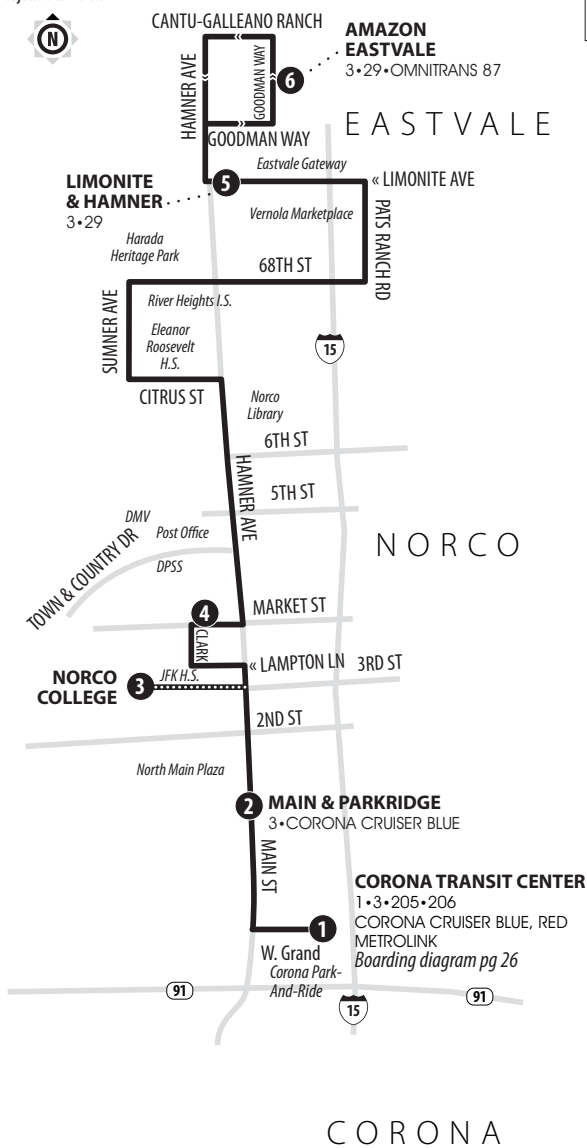 N
CANTU-GALLEANO RANCH
HAMNER AVE
GOODMAN WAY
6
AMAZON
EASTVALE
3•29•OMNITRANS 87
EASTVALE
GOODMAN WAY
Eastvale Gateway
LIMONITE
& HAMNER
3•29
5
« LIMONITE AVE
Vernola Marketplace
PATS RANCH RD
Harada
Heritage Park
68TH ST
SUMNER AVE
River Heights I.S.
Eleanor
Roosevelt
H.S.
15
CITRUS ST
Norco
Library
6TH ST
HAMNER AVE
5TH ST
DMV
Post Office
TOWN & COUNTRY DR
DPSS
NORCO
4
MARKET ST
CLARK
« LAMPTON LN
3RD ST
NORCO
COLLEGE
3
JFK H.S.
2ND ST
North Main Plaza
2
MAIN & PARKRIDGE
3•CORONA CRUISER BLUE
MAIN ST
CORONA TRANSIT CENTER
1•3•205•206
CORONA CRUISER BLUE, RED
METROLINK
Boarding diagram pg 26
1
W. Grand
Corona Park-
And-Ride
91
91
15
CORONA